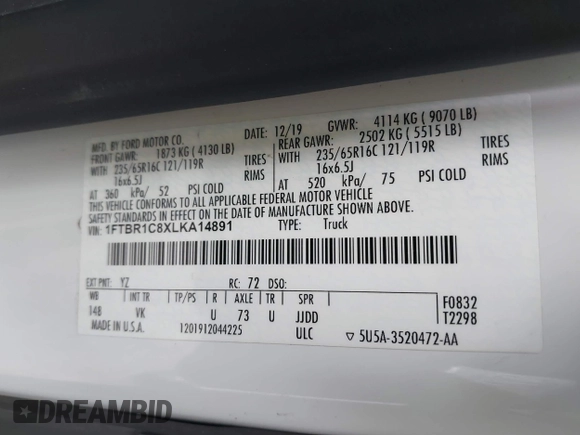 MFD. BY FORD MOTOR CO.
DATE: 12/19 GVWR: 4114 KG ( 9070 LB)
FRONT GAWR: 1873 KG ( 4130 LB) REAR GAWR: 2502 KG ( 5515 LB)
WITH 235/65R16C 121/119R TIRES WITH 235/65R16C 121/119R TIRES
16x6.5J RIMS 16x6.5J RIMS
AT 360 kPa/ 52 PSI COLD AT 520 kPa/ 75 PSI COLD
THIS VEHICLE CONFORMS TO ALL APPLICABLE FEDERAL MOTOR VEHICLE
SAFETY STANDARDS IN EFFECT ON THE DATE OF MANUFACTURE SHOWN ABOVE.
VIN: 1FTBR1C8XLKA14891 TYPE: Truck
EXT PNT: YZ RC: 72 DSO:
WB INT TR TP/PS R AXLE TR SPR F0832
148 VK U 73 U JJDD T2298
MADE IN U.S.A. 1201912044225 ULC ▽ 5U5A-3520472-AA
DREAMBID